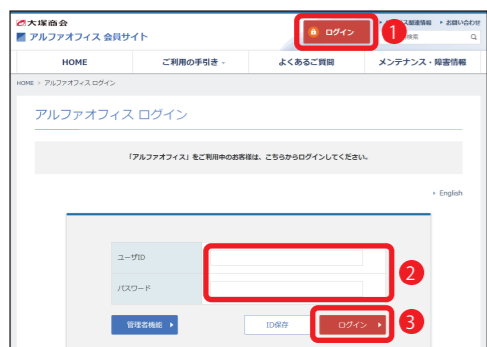 大塚商会
アルファオフィス 会員サイト
ログイン
1
お問い合わせ
HOME
ご利用の手引き
よくあるご質問
メンテナンス・障害情報
HOME > アルファオフィス ログイン
アルファオフィス ログイン
「アルファオフィス」をご利用中のお客様は、こちらからログインしてください。
English
ユーザID
2
パスワード
管理者機能
ID保存
ログイン
3